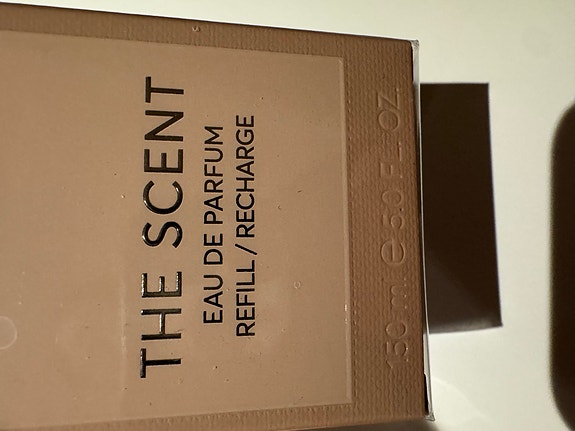 THE SCENT
EAU DE PARFUM
REFILL / RECHARGE
150 ml e 5.0 FL. OZ.